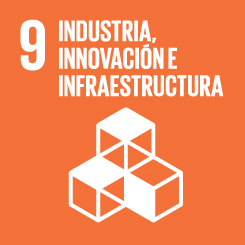 9 INDUSTRIA,
INNOVACIÓN E
INFRAESTRUCTURA